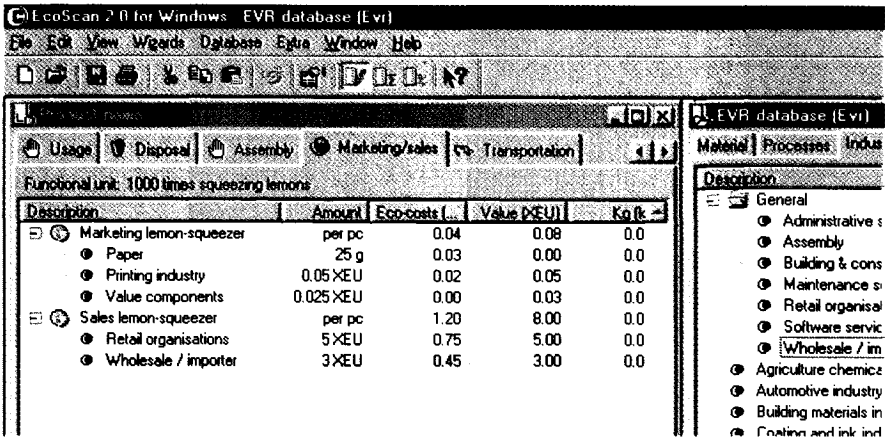 EcoScan 2.0 for Windows EVR database (Evr)
File Edit View Wizards Database Extra Window Help
Usage Disposal Assembly Marketing/sales Transportation
Functional unit: 1000 times squeezing lemons
Description Amount Eco-costs (... Value (XEU) Kg (k
Marketing lemon-squeezer per pc 0.04 0.08 0.0
Paper 25 g 0.03 0.00 0.0
Printing industry 0.05 XEU 0.02 0.05 0.0
Value components 0.025 XEU 0.00 0.03 0.0
Sales lemon-squeezer per pc 1.20 8.00 0.0
Retail organisations 5 XEU 0.75 5.00 0.0
Wholesale / importer 3 XEU 0.45 3.00 0.0
EVR database (Evr)
Material Processes Indus
Description
General
Administrative s
Assembly
Building & cons
Maintenance s
Retail organisat
Software servic
Wholesale / im
Agriculture chemica
Automotive industry
Building materials in
Coating and ink ind